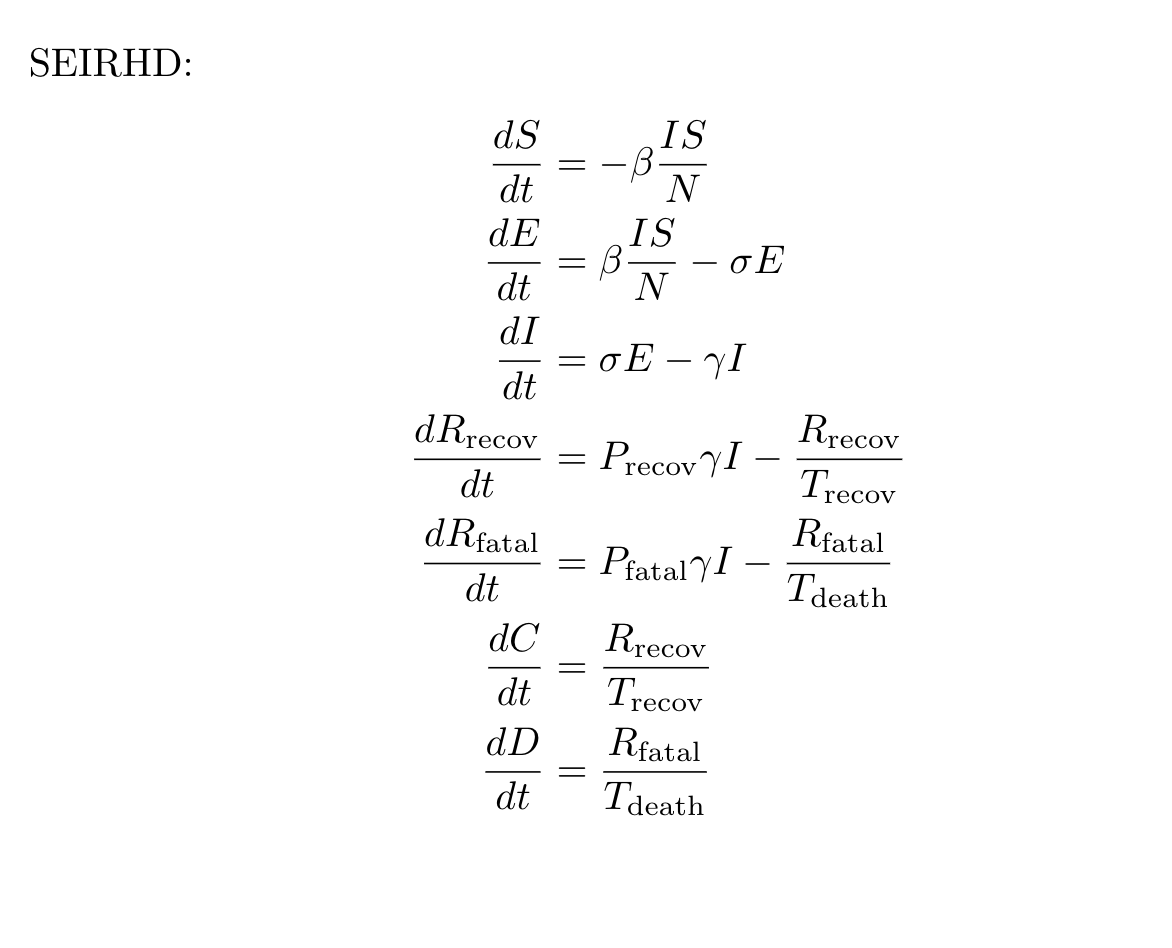 SEIRHD:
\frac{dS}{dt} = -\beta \frac{IS}{N}
\frac{dE}{dt} = \beta \frac{IS}{N} - \sigma E
\frac{dI}{dt} = \sigma E - \gamma I
\frac{dR_{\text{recov}}}{dt} = P_{\text{recov}} \gamma I - \frac{R_{\text{recov}}}{T_{\text{recov}}}
\frac{dR_{\text{fatal}}}{dt} = P_{\text{fatal}} \gamma I - \frac{R_{\text{fatal}}}{T_{\text{death}}}
\frac{dC}{dt} = \frac{R_{\text{recov}}}{T_{\text{recov}}}
\frac{dD}{dt} = \frac{R_{\text{fatal}}}{T_{\text{death}}}